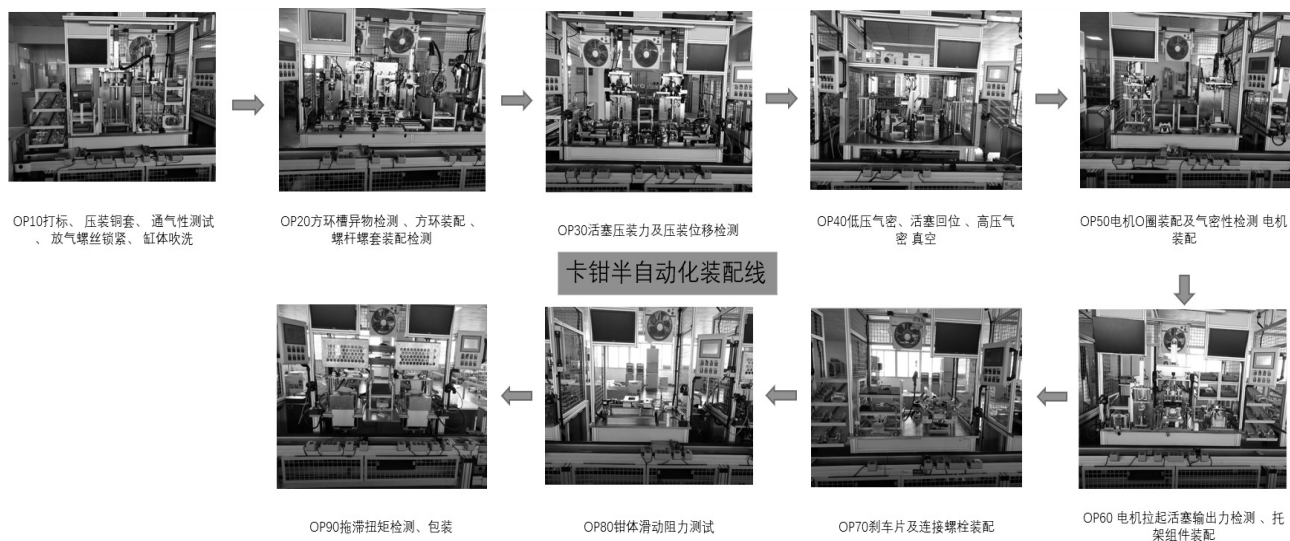 OP10打标、 压装铜套、 通气性测试
、 放气螺丝锁紧、 缸体吹洗
OP20方环槽异物检测 、方环装配 、
螺杆螺套装配检测
OP30活塞压装力及压装位移检测
OP40低压气密、活塞回位 、高压气
密 真空
OP50电机O圈装配及气密性检测 电机
装配
卡钳半自动化装配线
OP90拖滞扭矩检测、包装
OP80钳体滑动阻力测试
OP70刹车片及连接螺栓装配
OP60 电机拉起活塞输出力检测 、托
架组件装配